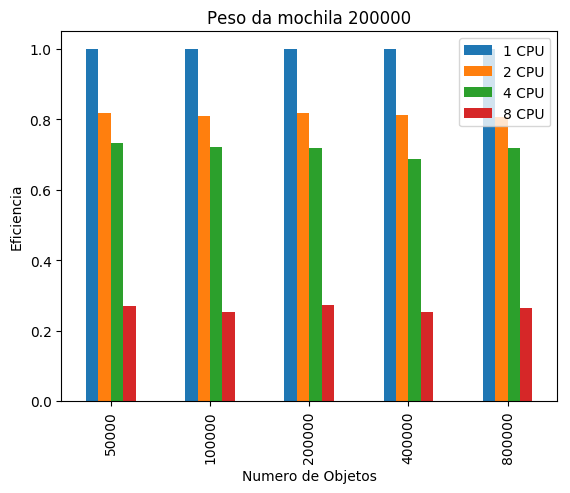 Peso da mochila 200000
1 CPU
2 CPU
4 CPU
8 CPU
Eficiencia
1.0
0.8
0.6
0.4
0.2
0.0
50000
100000
200000
400000
800000
Numero de Objetos